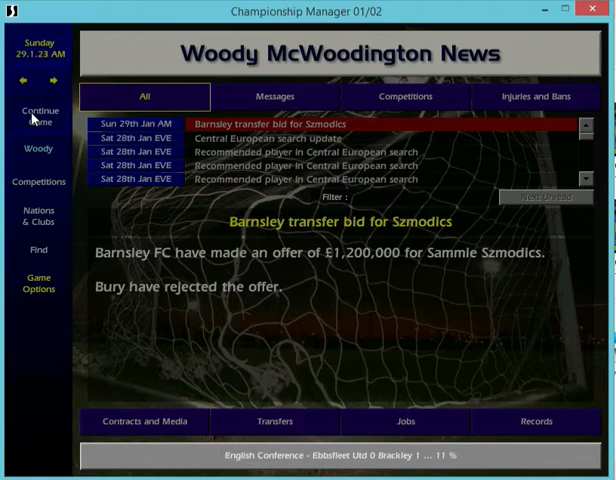 Championship Manager 01/02
Sunday
29.1.23 AM
Continue
Game
Woody
Competitions
Nations
& Clubs
Find
Game
Options
Woody McWoodington News
All
Messages
Competitions
Injuries and Bans
Sun 29th Jan AM Barnsley transfer bid for Szmodics
Sat 28th Jan EVE Central European search update
Sat 28th Jan EVE Recommended player in Central European search
Sat 28th Jan EVE Recommended player in Central European search
Sat 28th Jan EVE Recommended player in Central European search
Filter :
Next Unread
Barnsley transfer bid for Szmodics
Barnsley FC have made an offer of £1,200,000 for Sammie Szmodics.
Bury have rejected the offer.
Contracts and Media
Transfers
Jobs
Records
English Conference - Ebbsfleet Utd 0 Brackley 1 ... 11 %